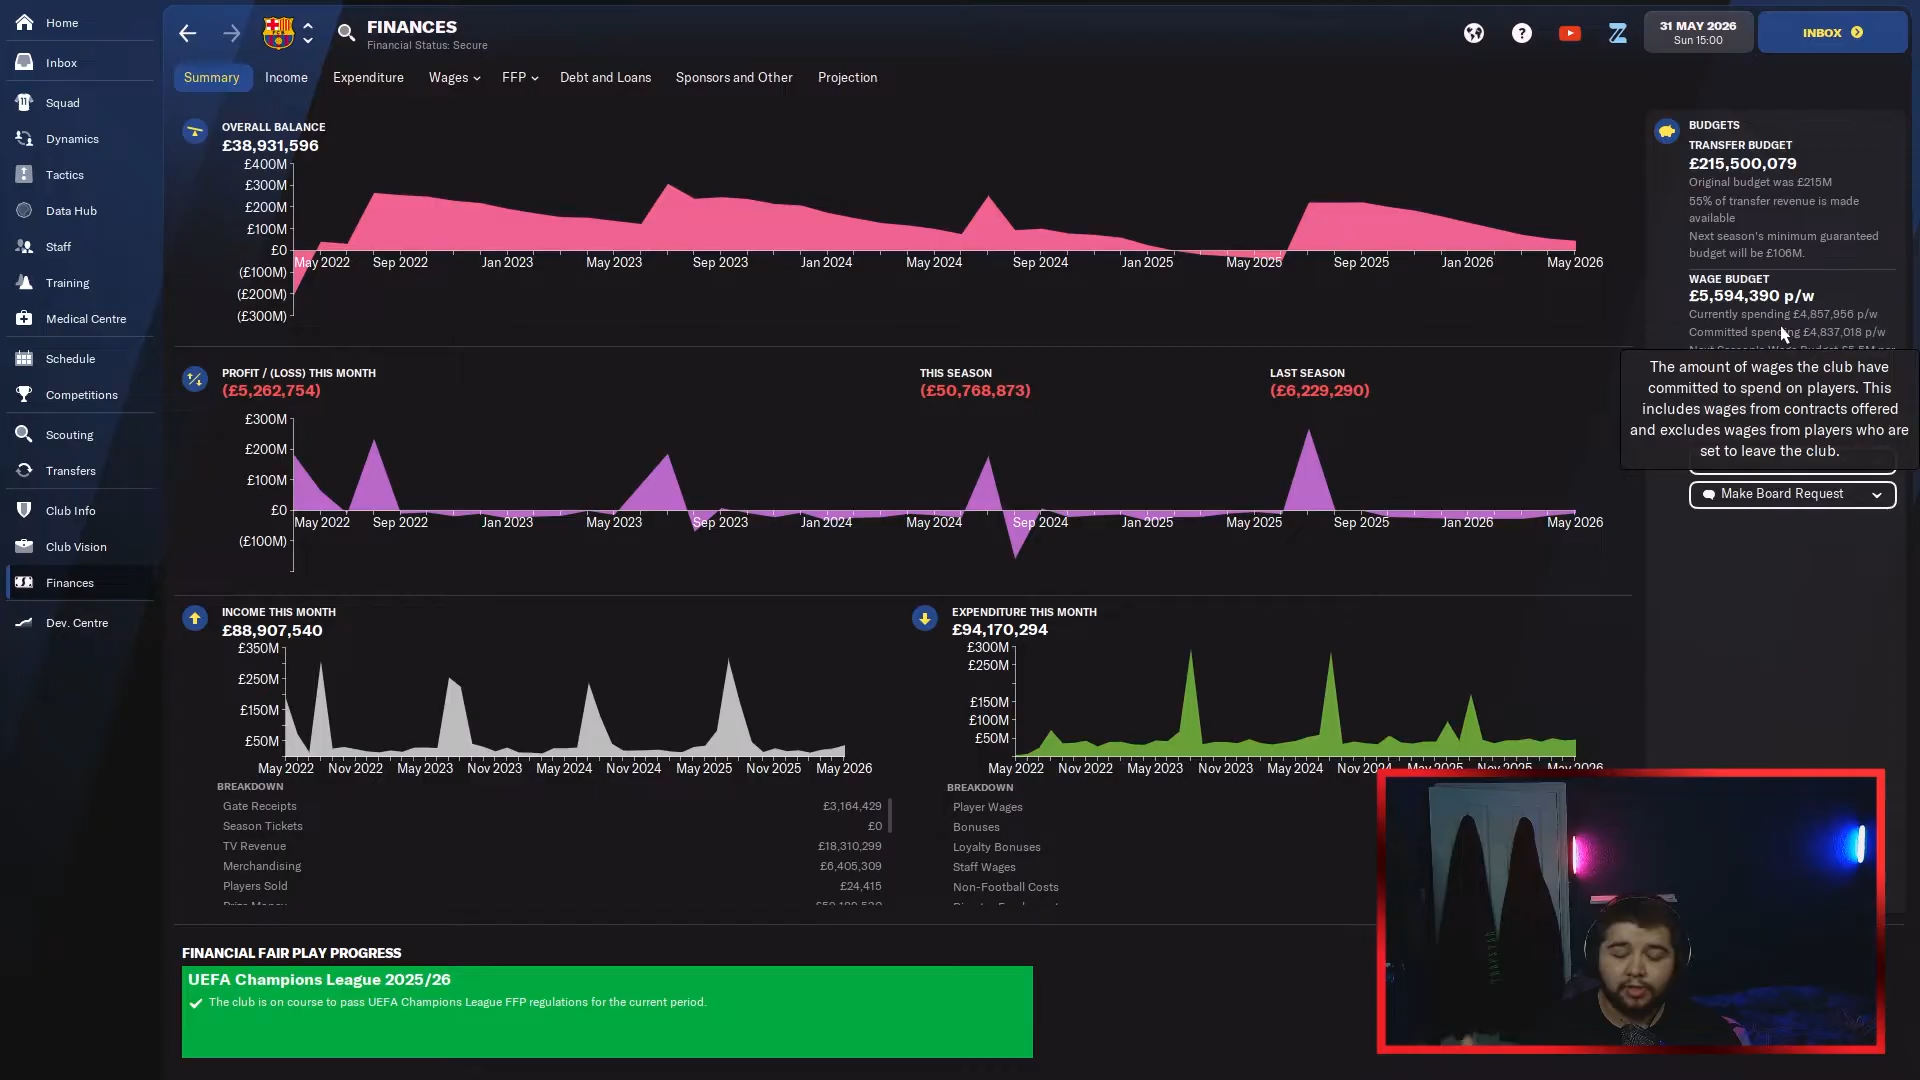 Home
Inbox
Squad
Dynamics
Tactics
Data Hub
Staff
Training
Medical Centre
Schedule
Competitions
Scouting
Transfers
Club Info
Club Vision
Finances
Dev. Centre
FINANCES
Financial Status: Secure
31 MAY 2026
Sun 15:00
INBOX
Summary Income Expenditure Wages FFP Debt and Loans Sponsors and Other Projection
OVERALL BALANCE
£38,931,596
£400M
£300M
£200M
£100M
£0
(£100M)
(£200M)
(£300M)
May 2022 Sep 2022 Jan 2023 May 2023 Sep 2023 Jan 2024 May 2024 Sep 2024 Jan 2025 May 2025 Sep 2025 Jan 2026 May 2026
PROFIT / (LOSS) THIS MONTH
(£5,262,754)
THIS SEASON
(£50,768,873)
LAST SEASON
(£6,229,290)
£300M
£200M
£100M
£0
(£100M)
May 2022 Sep 2022 Jan 2023 May 2023 Sep 2023 Jan 2024 May 2024 Sep 2024 Jan 2025 May 2025 Sep 2025 Jan 2026 May 2026
INCOME THIS MONTH
£88,907,540
£350M
£250M
£150M
£50M
May 2022 Nov 2022 May 2023 Nov 2023 May 2024 Nov 2024 May 2025 Nov 2025 May 2026
BREAKDOWN
Gate Receipts £3,164,429
Season Tickets £0
TV Revenue £18,310,299
Merchandising £6,405,309
Players Sold £24,415
EXPENDITURE THIS MONTH
£94,170,294
£300M
£250M
£150M
£100M
£50M
May 2022 Nov 2022 May 2023 Nov 2023 May 2024 Nov 2024 May 2025 Nov 2025 May 2026
BREAKDOWN
Player Wages
Bonuses
Loyalty Bonuses
Staff Wages
Non-Football Costs
FINANCIAL FAIR PLAY PROGRESS
UEFA Champions League 2025/26
The club is on course to pass UEFA Champions League FFP regulations for the current period.
BUDGETS
TRANSFER BUDGET
£215,500,079
Original budget was £215M
55% of transfer revenue is made
available
Next season's minimum guaranteed
budget will be £106M.
WAGE BUDGET
£5,594,390 p/w
Currently spending £4,857,956 p/w
Committed spending £4,837,018 p/w
The amount of wages the club have
committed to spend on players. This
includes wages from contracts offered
and excludes wages from players who are
set to leave the club.
Make Board Request